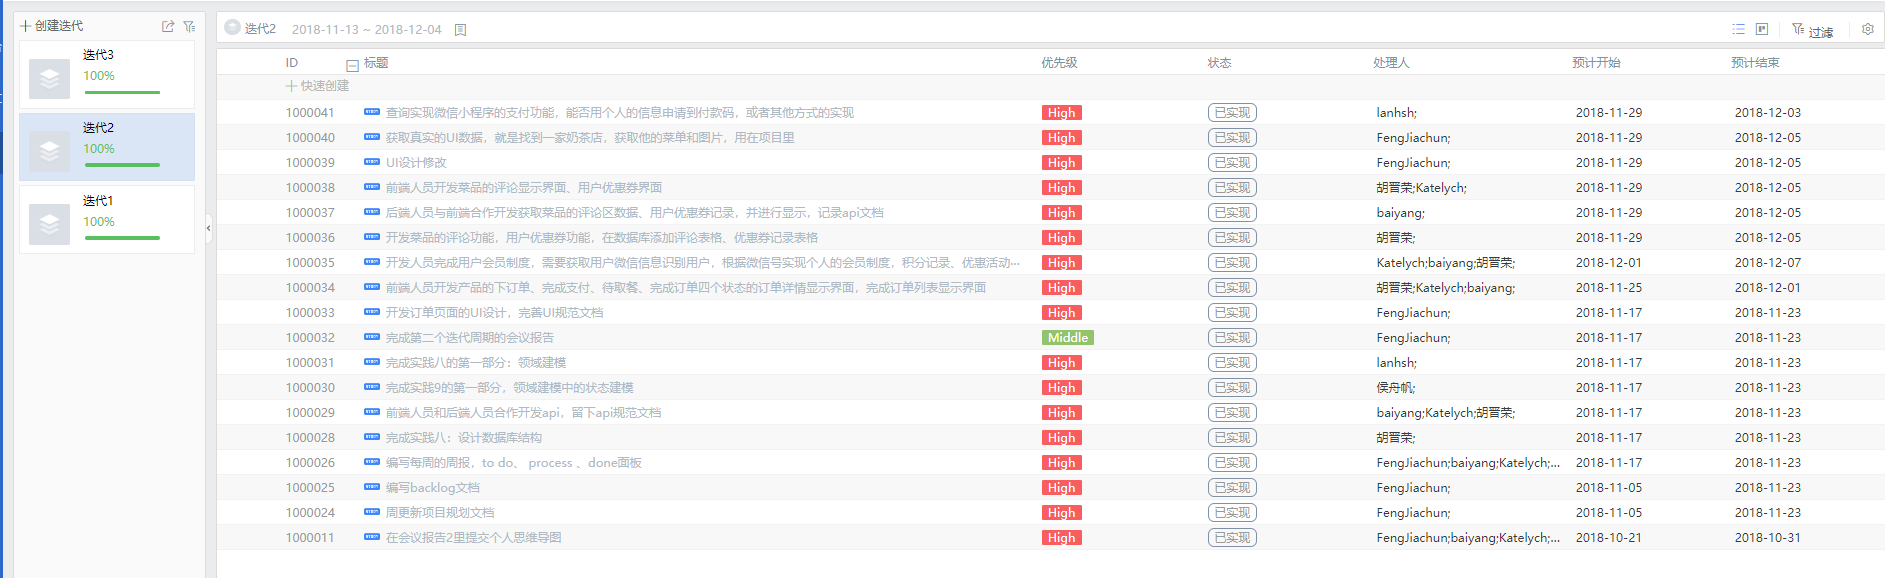 创建迭代
迭代3
100%
迭代2
100%
迭代1
100%
迭代2 2018-11-13 ~ 2018-12-04 过滤
ID 标题 优先级 状态 处理人 预计开始 预计结束
快速创建
1000041 查询实现微信小程序的支付功能，能否用个人的信息申请到付款码，或者其他方式的实现 High 已实现 lanhsh; 2018-11-29 2018-12-03
1000040 获取真实的UI数据，就是找到一家奶茶店，获取他的菜单和图片，用在项目里 High 已实现 FengJiachun; 2018-11-29 2018-12-05
1000039 UI设计修改 High 已实现 FengJiachun; 2018-11-29 2018-12-05
1000038 前端人员开发菜品的评论显示界面、用户优惠券界面 High 已实现 胡晋荣;Katelych; 2018-11-29 2018-12-05
1000037 后端人员与前端合作开发获取菜品的评论区数据、用户优惠券记录，并进行显示，记录api文档 High 已实现 baiyang; 2018-11-29 2018-12-05
1000036 开发菜品的评论功能，用户优惠券功能，在数据库添加评论表格、优惠券记录表格 High 已实现 胡晋荣; 2018-11-29 2018-12-05
1000035 开发人员完成用户会员制度，需要获取用户微信信息识别用户，根据微信号实现个人的会员制度，积分记录、优惠活动··· High 已实现 Katelych;baiyang;胡晋荣; 2018-12-01 2018-12-07
1000034 前端人员开发产品的下订单、完成支付、待取餐、完成订单四个状态的订单详情显示界面，完成订单列表显示界面 High 已实现 胡晋荣;Katelych;baiyang; 2018-11-25 2018-12-01
1000033 开发订单页面的UI设计，完善UI规范文档 High 已实现 FengJiachun; 2018-11-17 2018-11-23
1000032 完成第二个迭代周期的会议报告 Middle 已实现 FengJiachun; 2018-11-17 2018-11-23
1000031 完成实践八的第一部分：领域建模 High 已实现 lanhsh; 2018-11-17 2018-11-23
1000030 完成实践9的第一部分，领域建模中的状态建模 High 已实现 侯舟帆; 2018-11-17 2018-11-23
1000029 前端人员和后端人员合作开发api，留下api规范文档 High 已实现 baiyang;Katelych;胡晋荣; 2018-11-17 2018-11-23
1000028 完成实践八：设计数据库结构 High 已实现 胡晋荣; 2018-11-17 2018-11-23
1000026 编写每周的周报，to do、 process 、done面板 High 已实现 FengJiachun;baiyang;Katelych;... 2018-11-17 2018-11-23
1000025 编写backlog文档 High 已实现 FengJiachun; 2018-11-05 2018-11-23
1000024 周更新项目规划文档 High 已实现 FengJiachun; 2018-11-05 2018-11-23
1000011 在会议报告2里提交个人思维导图 High 已实现 FengJiachun;baiyang;Katelych;... 2018-10-21 2018-10-31